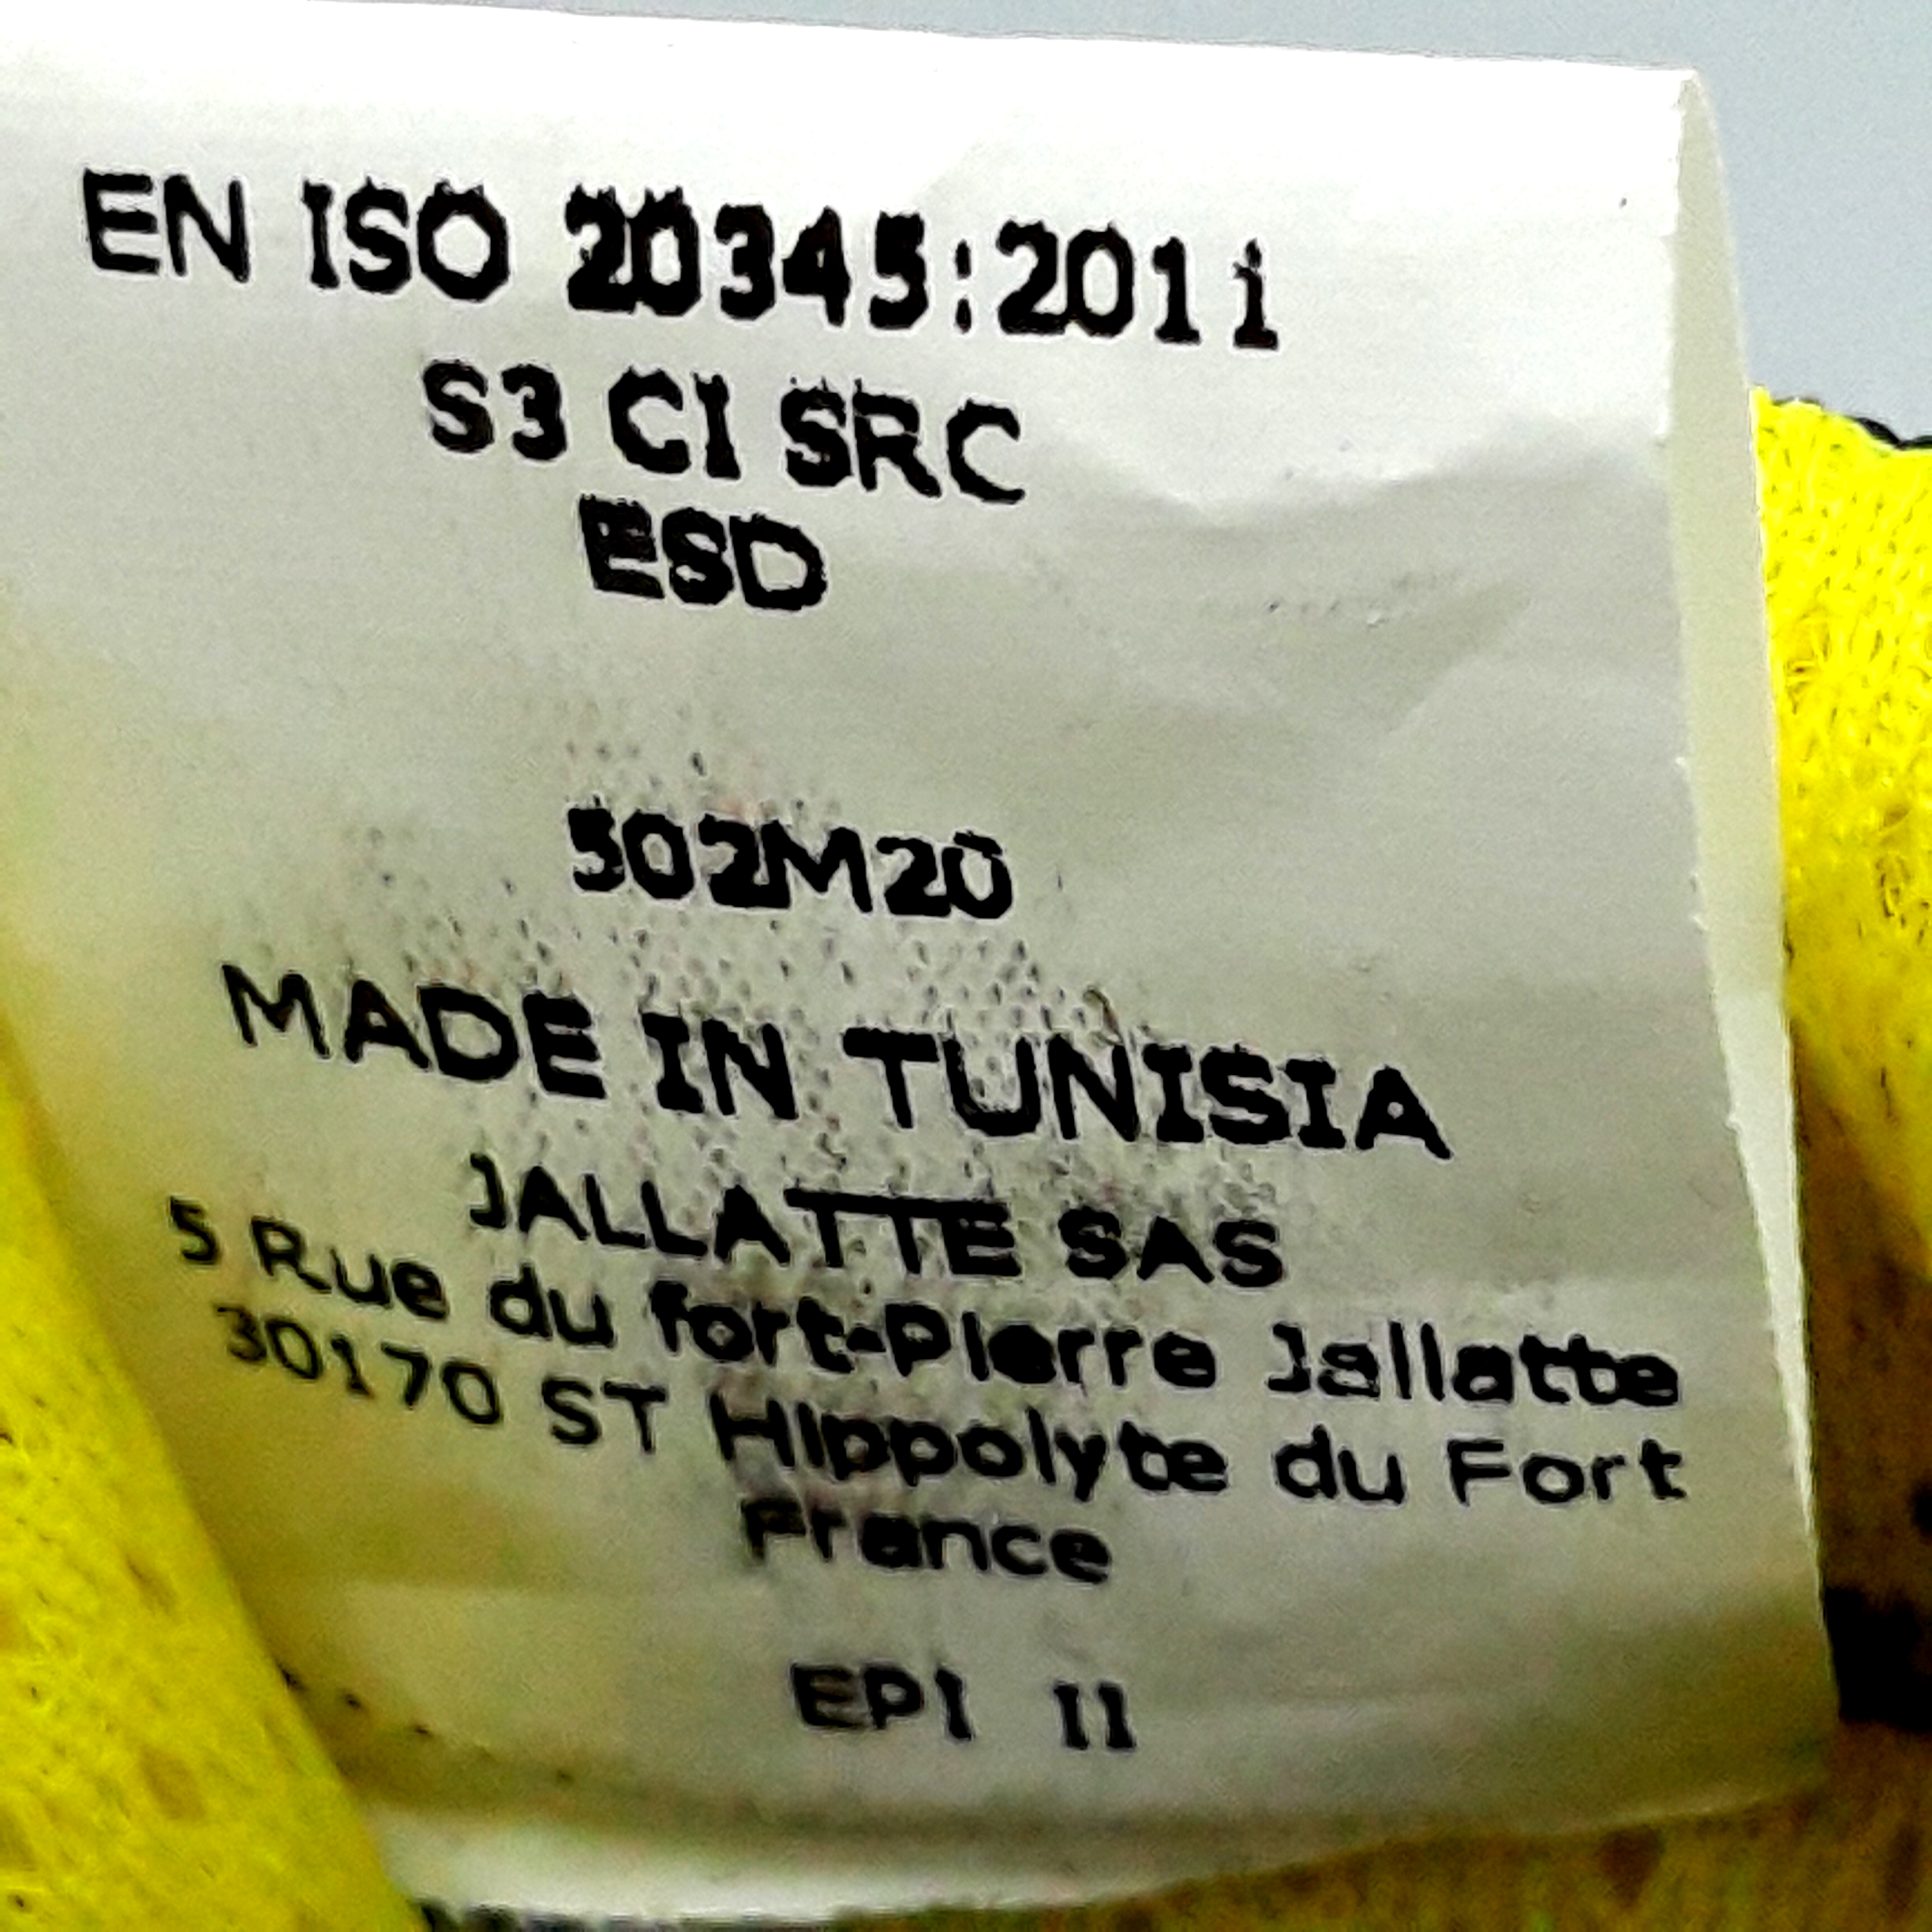 EN ISO 20345:2011
S3 CI SRC
ESD
502M20
MADE IN TUNISIA
JALLATTE SAS
5 Rue du fort-Pierre Jallatte
30170 ST Hippolyte du Fort
France
EPI II